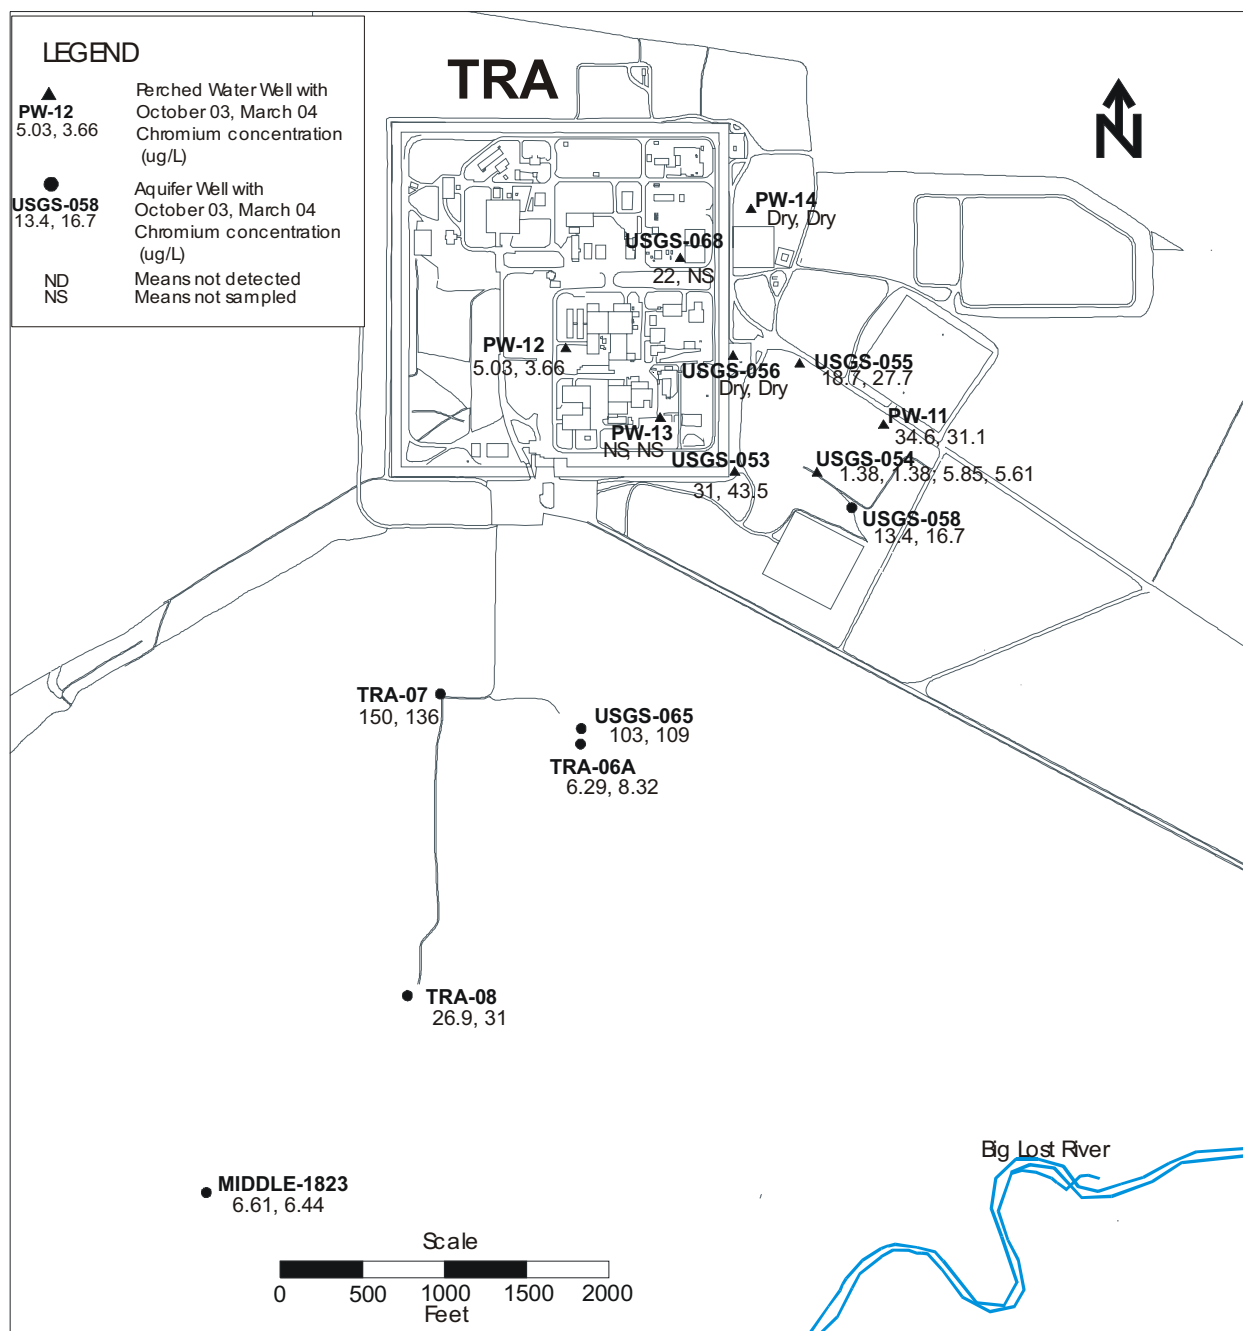 LEGEND
PW-12
5.03, 3.66
Perched Water Well with
October 03, March 04
Chromium concentration
(ug/L)
USGS-058
13.4, 16.7
Aquifer Well with
October 03, March 04
Chromium concentration
(ug/L)
ND Means not detected
NS Means not sampled
TRA
N
PW-14
Dry, Dry
USGS-068
22, NS
PW-12
5.03, 3.66
USGS-056
Dry, Dry
USGS-055
18.7, 27.7
PW-13
NS, NS
PW-11
34.6, 31.1
USGS-053
31, 43.5
USGS-054
1.38, 1.38; 5.85, 5.61
USGS-058
13.4, 16.7
TRA-07
150, 136
USGS-065
103, 109
TRA-06A
6.29, 8.32
TRA-08
26.9, 31
Big Lost River
MIDDLE-1823
6.61, 6.44
Scale
0 500 1000 1500 2000
Feet